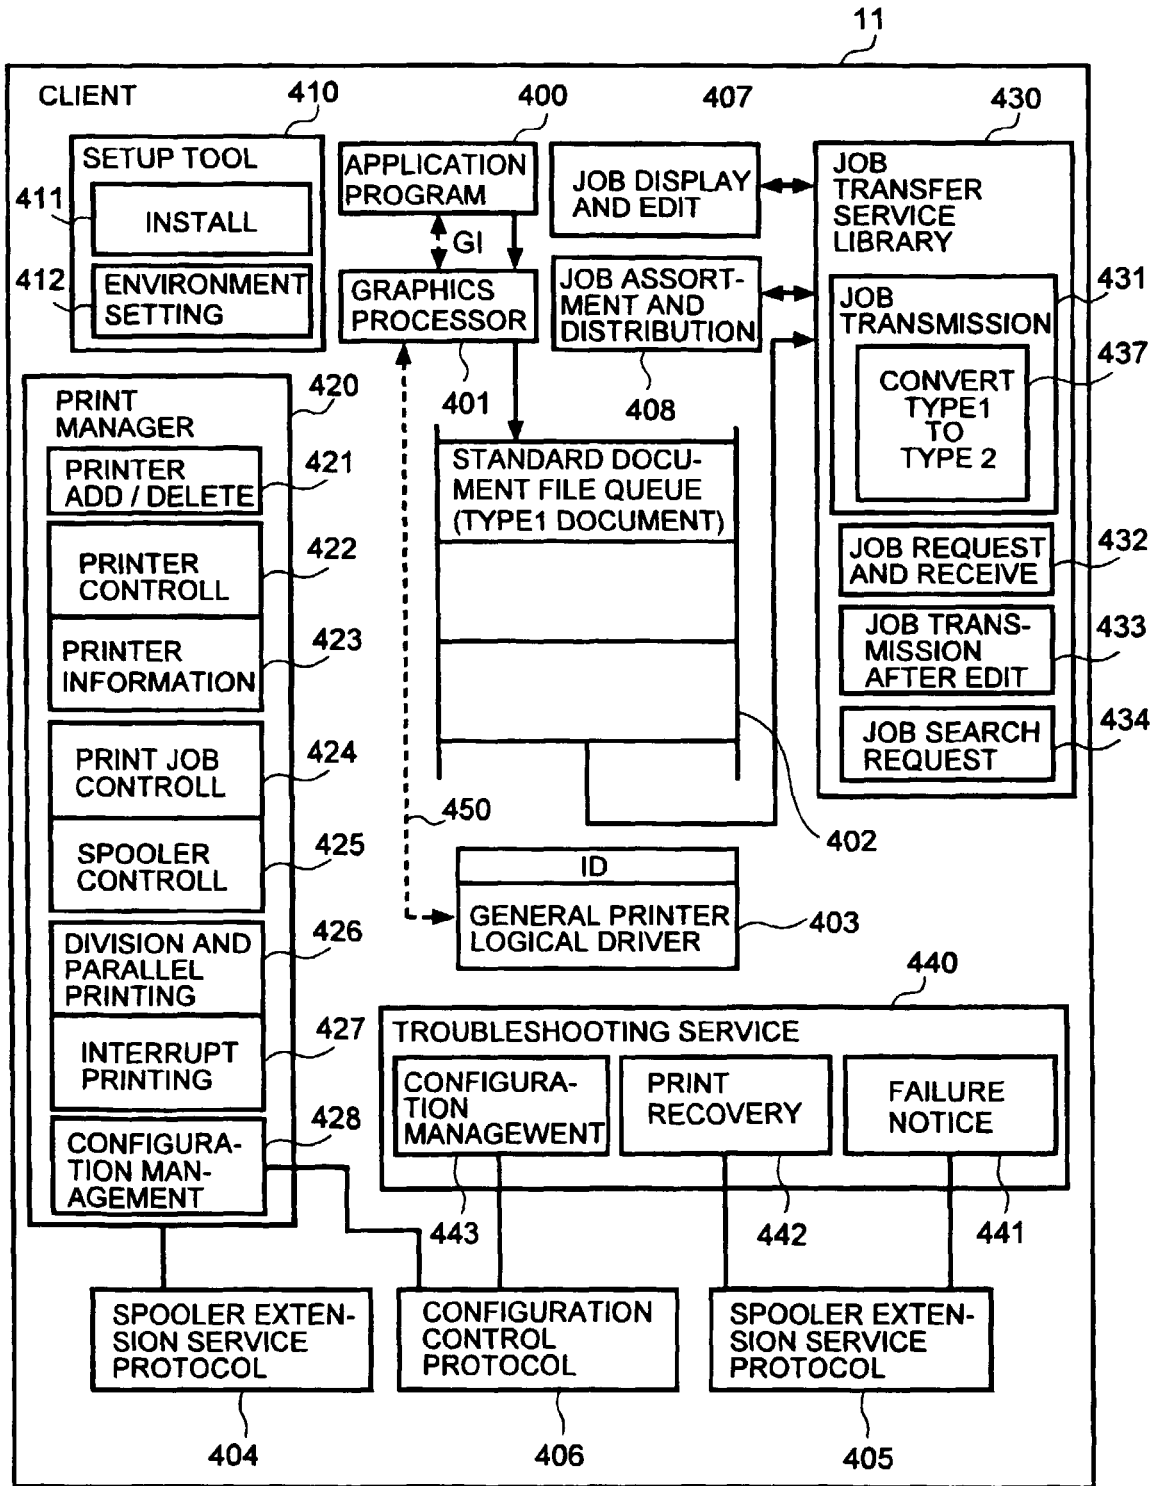 11
CLIENT
410
400
407
430
SETUP TOOL
411
INSTALL
412
ENVIRONMENT
SETTING
APPLICATION
PROGRAM
GI
GRAPHICS
PROCESSOR
401
JOB DISPLAY
AND EDIT
JOB ASSORT-
MENT AND
DISTRIBUTION
408
JOB
TRANSFER
SERVICE
LIBRARY
JOB
TRANSMISSION
431
CONVERT
TYPE1
TO
TYPE 2
437
JOB REQUEST
AND RECEIVE
432
JOB TRANS-
MISSION
AFTER EDIT
433
JOB SEARCH
REQUEST
434
PRINT
MANAGER
420
PRINTER
ADD / DELETE
421
PRINTER
CONTROLL
422
PRINTER
INFORMATION
423
PRINT JOB
CONTROLL
424
SPOOLER
CONTROLL
425
DIVISION AND
PARALLEL
PRINTING
426
INTERRUPT
PRINTING
427
CONFIGURA-
TION MAN-
AGEMENT
428
STANDARD DOCU-
MENT FILE QUEUE
(TYPE1 DOCUMENT)
402
450
ID
GENERAL PRINTER
LOGICAL DRIVER
403
440
TROUBLESHOOTING SERVICE
CONFIGURA-
TION
MANAGEWENT
443
PRINT
RECOVERY
442
FAILURE
NOTICE
441
SPOOLER EXTEN-
SION SERVICE
PROTOCOL
404
CONFIGURATION
CONTROL
PROTOCOL
406
SPOOLER EXTEN-
SION SERVICE
PROTOCOL
405